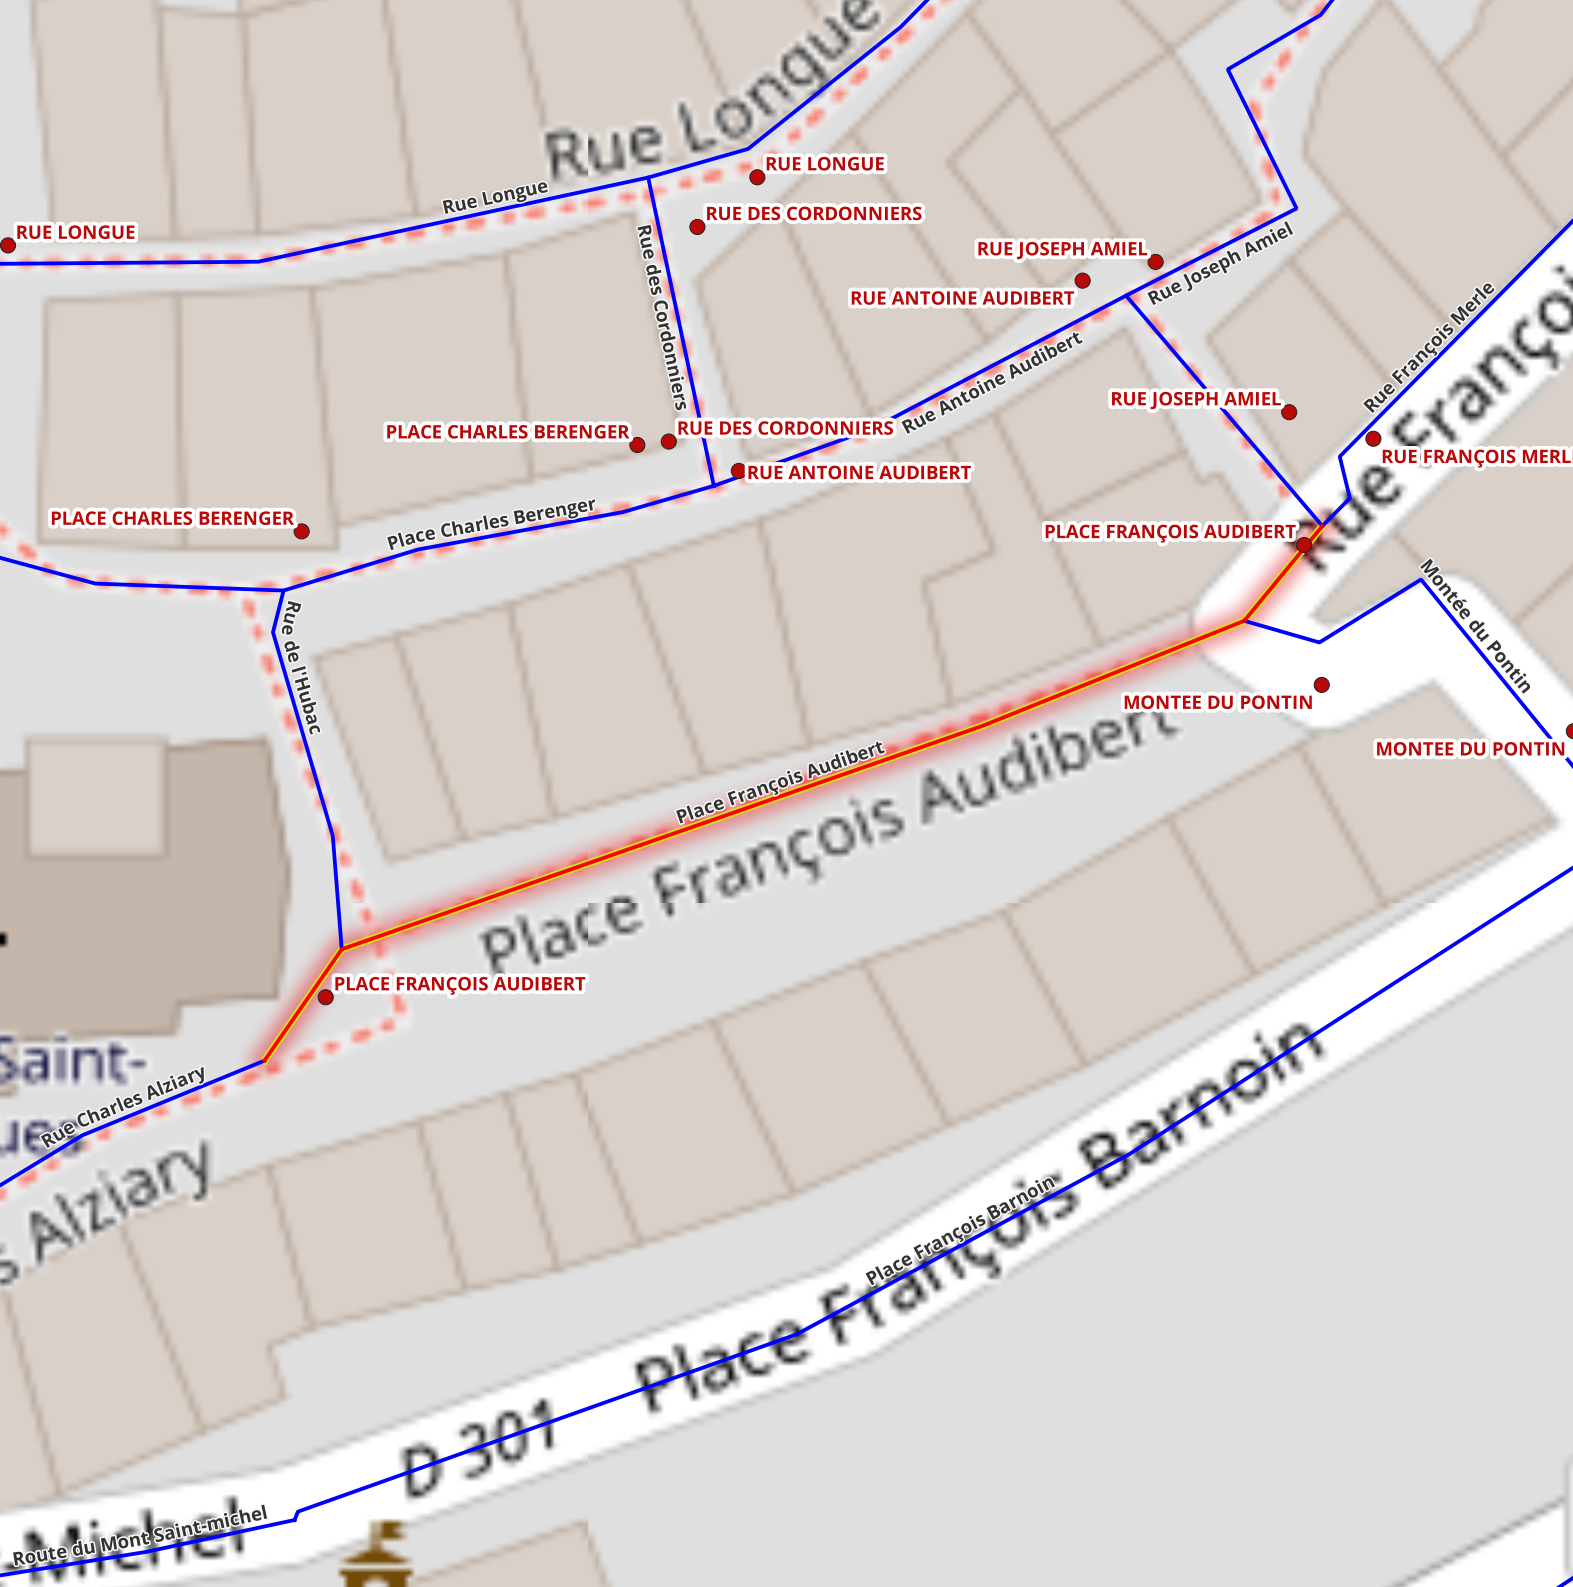 Rue Longue
Rue Longue
RUE LONGUE
RUE LONGUE
RUE DES CORDONNIERS
Rue des Cordonniers
RUE JOSEPH AMIEL
RUE ANTOINE AUDIBERT
Rue Joseph Amiel
Rue François Merle
Rue Antoine Audibert
RUE JOSEPH AMIEL
PLACE CHARLES BERENGER
RUE DES CORDONNIERS
RUE ANTOINE AUDIBERT
RUE FRANÇOIS MERL
Rue Franço
PLACE CHARLES BERENGER
Place Charles Berenger
PLACE FRANÇOIS AUDIBERT
Montée du Pontin
Rue de l'Hubac
MONTEE DU PONTIN
MONTEE DU PONTIN
Place François Audibert
Place François Audibert
PLACE FRANÇOIS AUDIBERT
Saint-
ues
Rue Charles Alziary
s Alziary
Place François Barnoin
Place François Barnoin
D 301
-Michel
Route du Mont Saint-michel